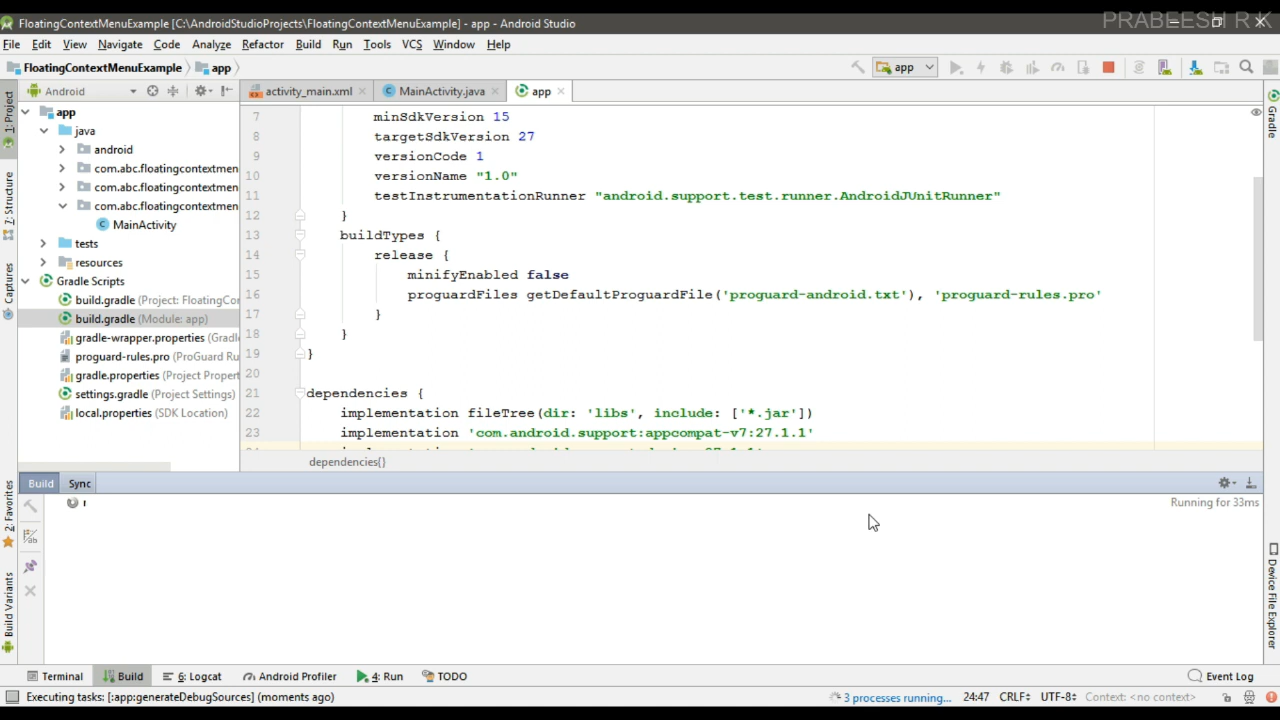 FloatingContextMenuExample [C:\AndroidStudioProjects\FloatingContextMenuExample] - app - Android Studio
PRABEESH R K
File Edit View Navigate Code Analyze Refactor Build Run Tools VCS Window Help
FloatingContextMenuExample app
app
Android
activity_main.xml
MainActivity.java
app
1: Project
7: Structure
Captures
2: Favorites
Build Variants
Gradle
Device File Explorer
app
java
android
com.abc.floatingcontextmen
com.abc.floatingcontextmen
com.abc.floatingcontextmen
MainActivity
tests
resources
Gradle Scripts
build.gradle (Project: FloatingCor
build.gradle (Module: app)
gradle-wrapper.properties (Gradl
proguard-rules.pro (ProGuard Ru
gradle.properties (Project Propert
settings.gradle (Project Settings)
local.properties (SDK Location)
7 minSdkVersion 15
8 targetSdkVersion 27
9 versionCode 1
10 versionName "1.0"
11 testInstrumentationRunner "android.support.test.runner.AndroidJUnitRunner"
12 }
13 buildTypes {
14 release {
15 minifyEnabled false
16 proguardFiles getDefaultProguardFile('proguard-android.txt'), 'proguard-rules.pro'
17 }
18 }
19 }
20
21 dependencies {
22 implementation fileTree(dir: 'libs', include: ['*.jar'])
23 implementation 'com.android.support:appcompat-v7:27.1.1'
dependencies{}
Build Sync
Running for 33ms
Terminal Build 6: Logcat Android Profiler 4: Run TODO Event Log
Executing tasks: [:app:generateDebugSources] (moments ago)
3 processes running... 24:47 CRLF UTF-8 Context: <no context>